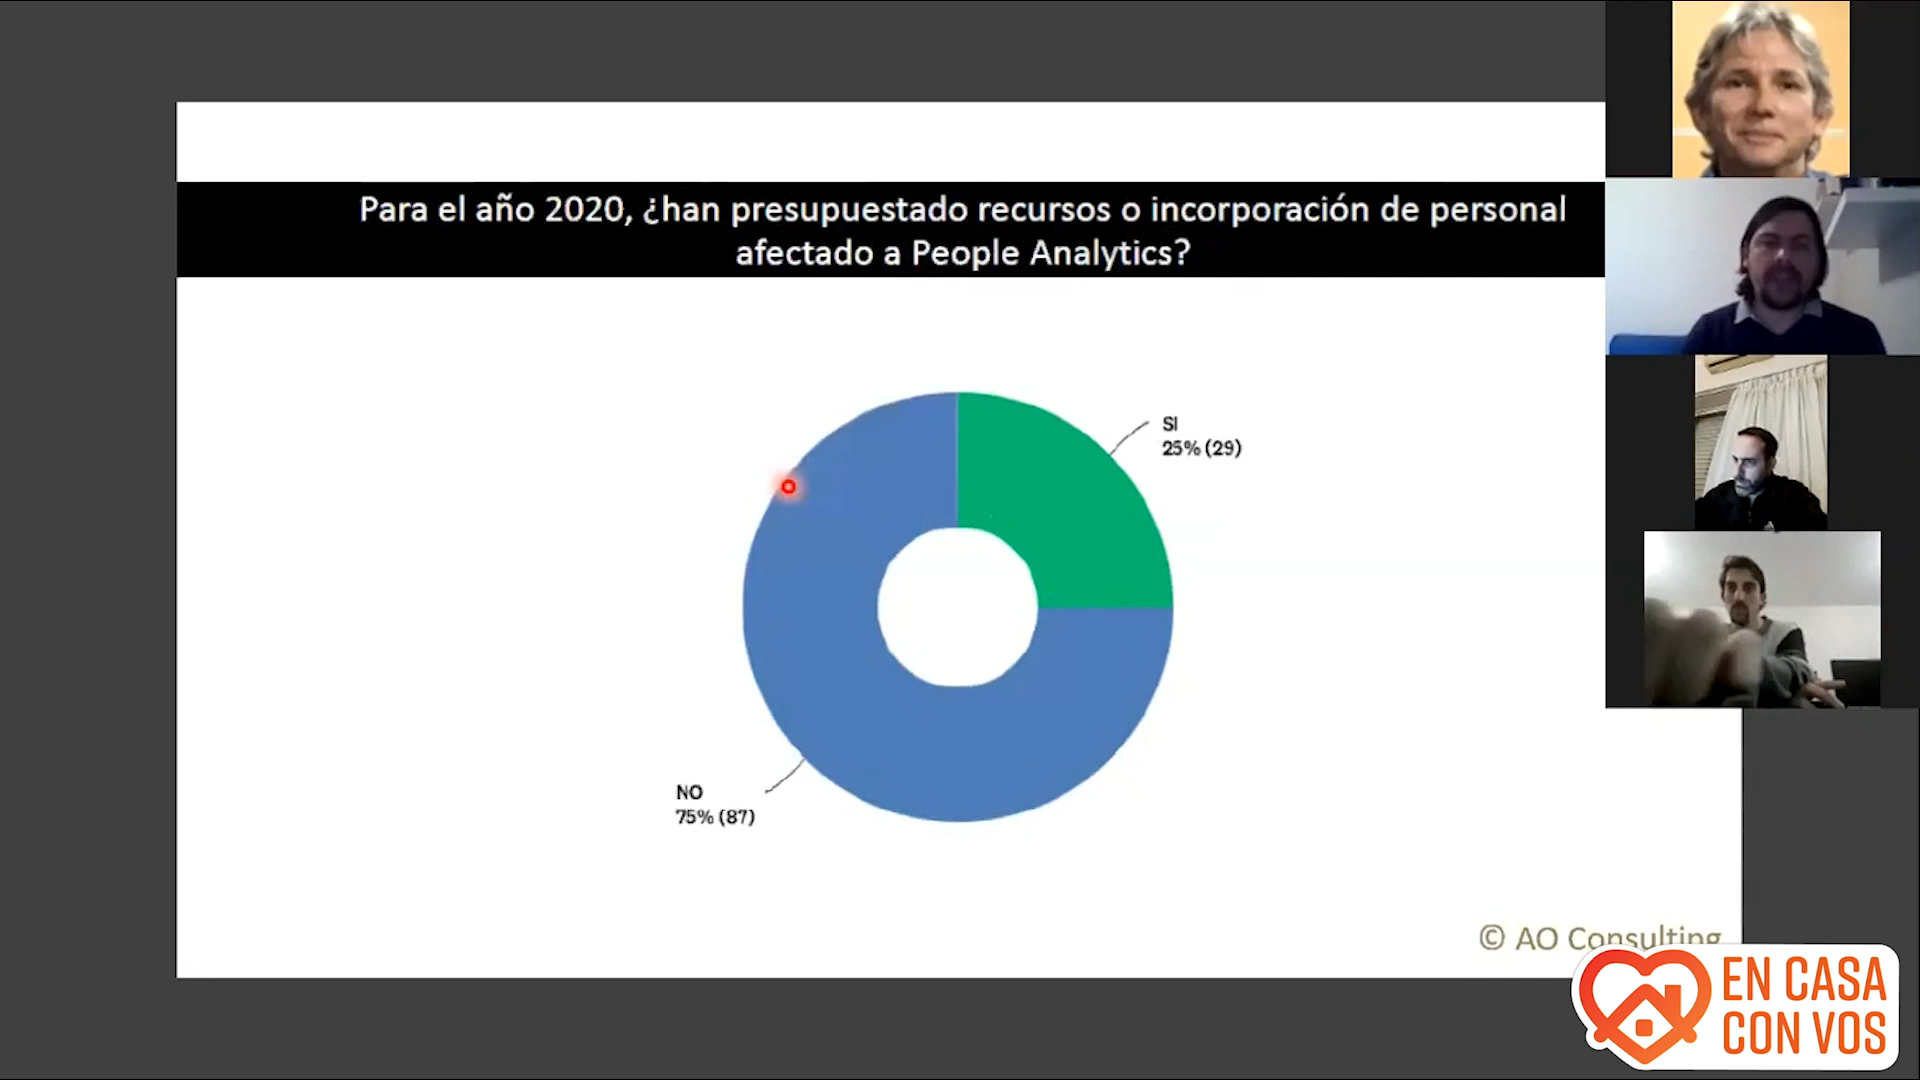 Para el año 2020, ¿han presupuestado recursos o incorporación de personal
afectado a People Analytics?
SI
25% (29)
NO
75% (87)
© AO Consulting
EN CASA
CON VOS